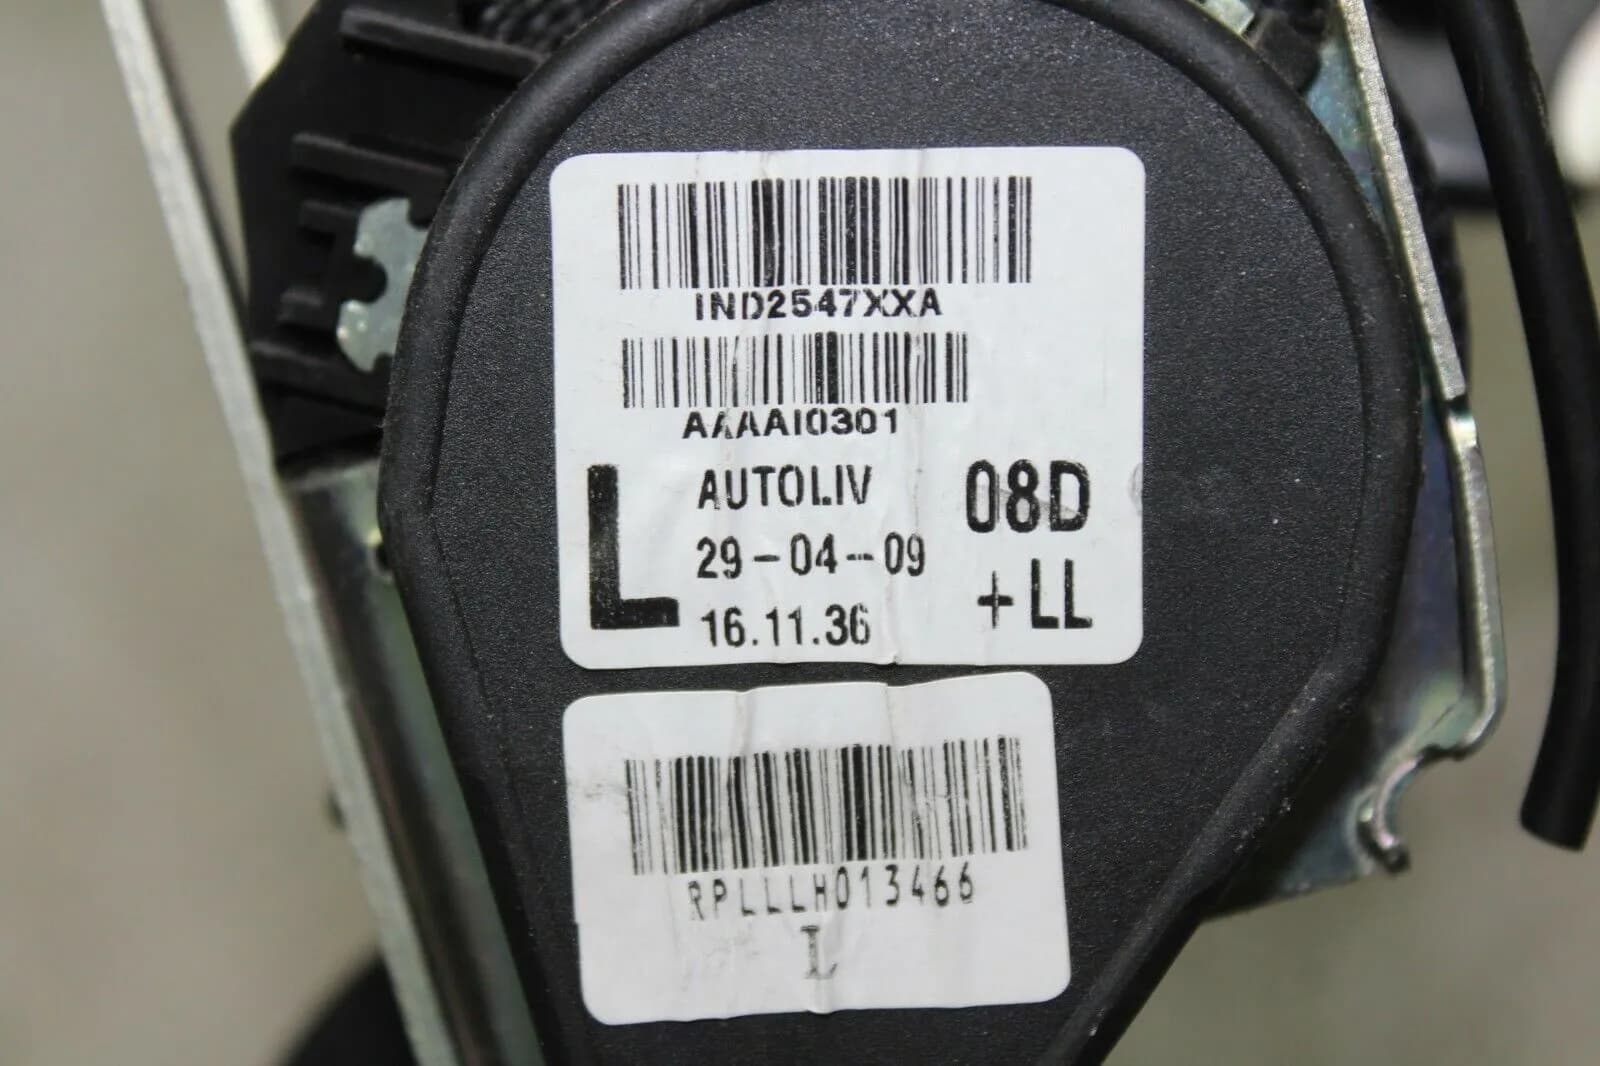 IND2547XXA
AAAAI0301
L
AUTOLIV
08D
29-04-09
+LL
16.11.36
RPLLLH013466
L